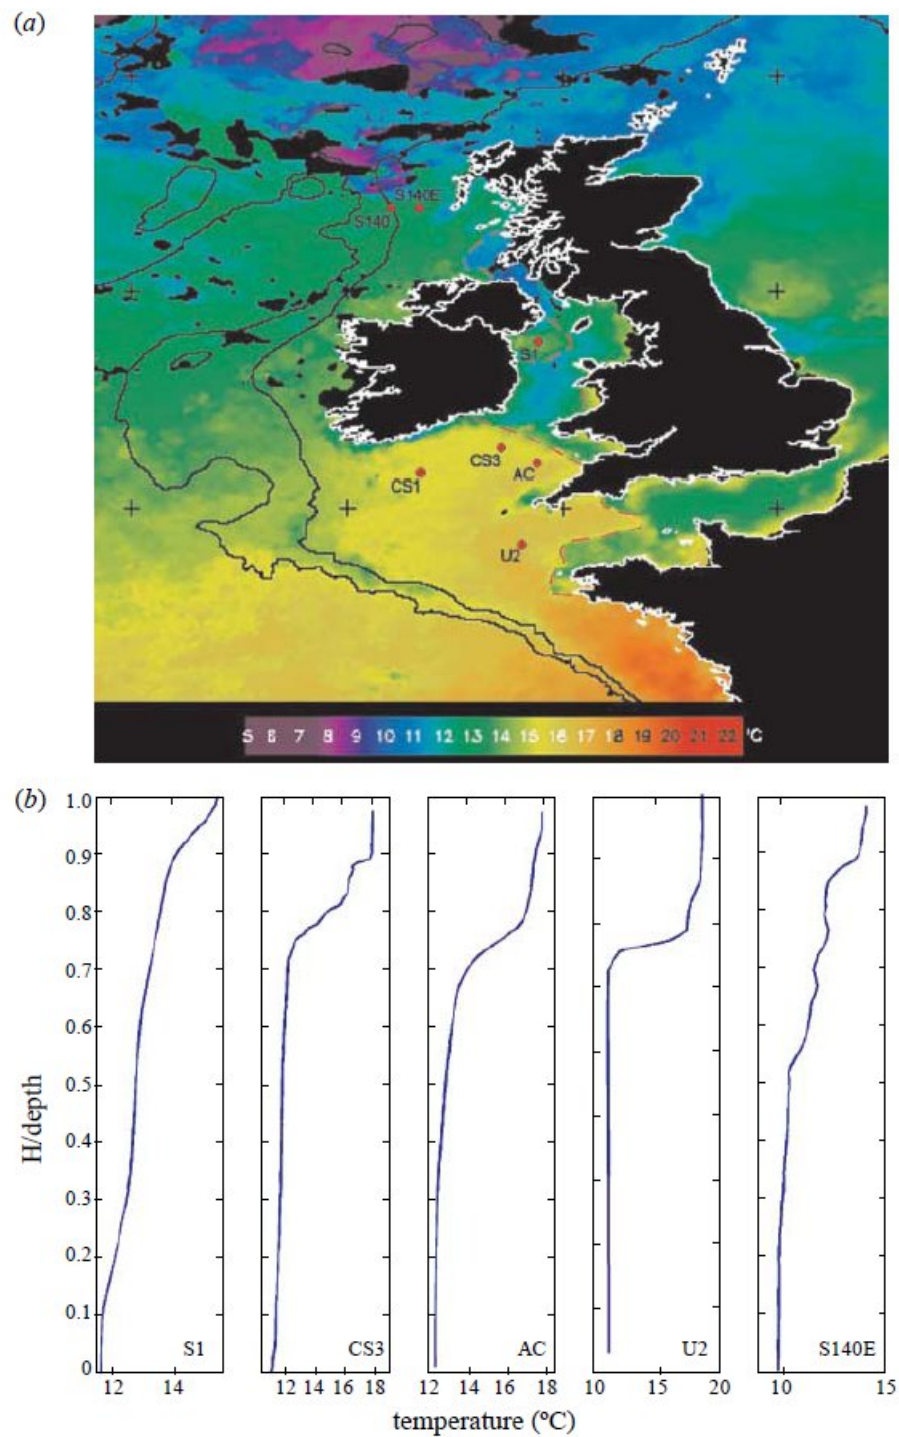 (a)
S140E
S140
S1
CS3
AC
CS1
U2
5 6 7 8 9 10 11 12 13 14 15 16 17 18 19 20 21 22 °C
(b)
1.0
0.9
0.8
0.7
0.6
0.5
0.4
0.3
0.2
0.1
0
H/depth
S1 CS3 AC U2 S140E
12 14 12 14 16 18 12 14 16 18 10 15 20 10 15
temperature (°C)